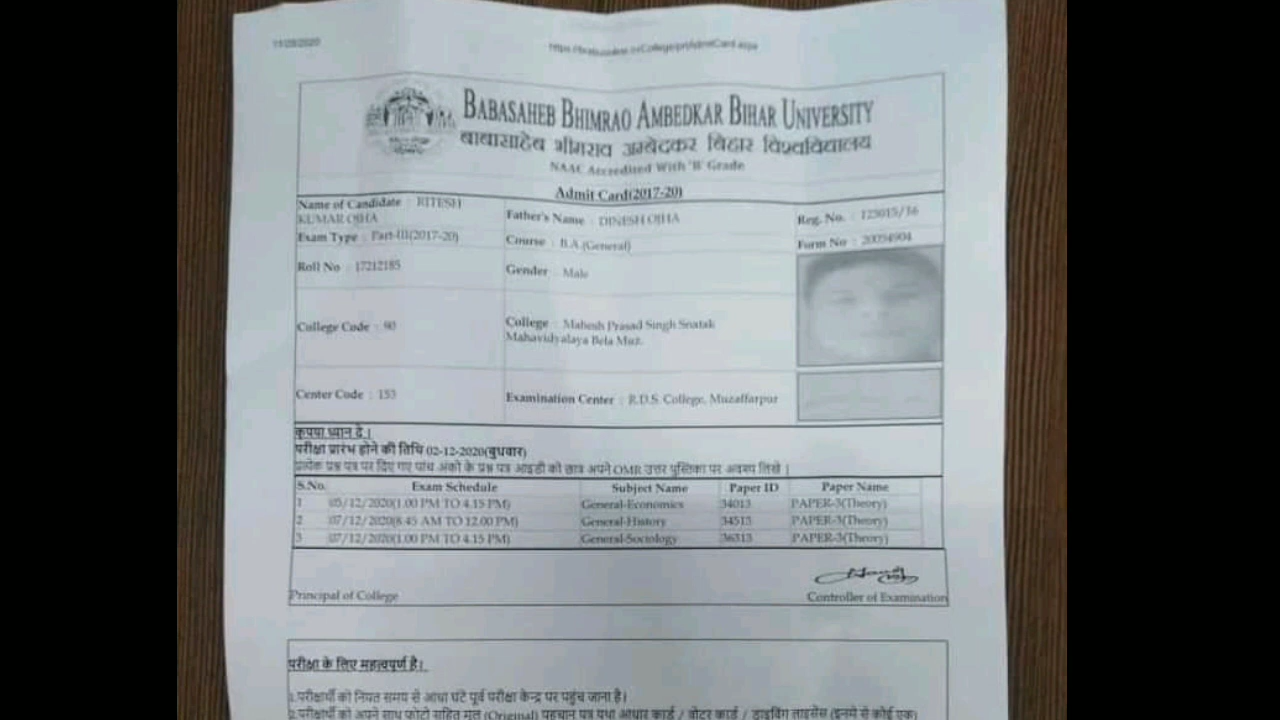 11/28/2020
BABASAHEB BHIMRAO AMBEDKAR BIHAR UNIVERSITY
बाबासाहेब भीमराव अम्बेदकर बिहार विश्वविद्यालय
NAAC Accredited With 'B' Grade
Admit Card(2017-20)
Name of Candidate : RITESH KUMAR OJHA
Father's Name : DINESH OJHA
Reg. No. : 123015/16
Exam Type : Part-III(2017-20)
Course : B.A.(General)
Form No : 20054904
Roll No : 17212185
Gender : Male
College Code : 90
College : Mahesh Prasad Singh Snatak
Mahavidyalaya Bela Muz.
Center Code : 153
Examination Center : R.D.S. College, Muzaffarpur
कृपया ध्यान दें।
परीक्षा प्रारंभ होने की तिथि 02-12-2020(बुधवार)
प्रत्येक प्रश्न पत्र पर दिए गए पांच अंको के प्रश्न पत्र आइडी को छात्र अपने OMR उत्तर पुस्तिका पर अवश्य लिखे |
S.No. Exam Schedule Subject Name Paper ID Paper Name
1 05/12/2020(1.00 PM TO 4.15 PM) General-Economics 34013 PAPER-3(Theory)
2 07/12/2020(8.45 AM TO 12.00 PM) General-History 34513 PAPER-3(Theory)
3 07/12/2020(1.00 PM TO 4.15 PM) General-Sociology 36313 PAPER-3(Theory)
Principal of College
Controller of Examination
परीक्षा के लिए महत्वपूर्ण है।
1.परीक्षार्थी को नियत समय से आधा घंटे पूर्व परीक्षा केन्द्र पर पहुंच जाना है।
2.परीक्षार्थी को अपने साथ फोटो सहित मूल (Original) पहचान पत्र यथा आधार कार्ड / वोटर कार्ड / ड्राइविंग लाइसेंस (इनमे से कोई एक)